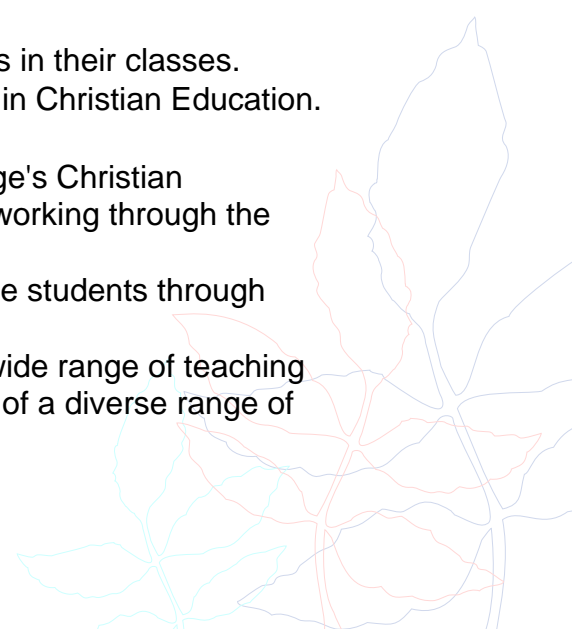 s in their classes.
in Christian Education.
ge's Christian
working through the
e students through
wide range of teaching
of a diverse range of